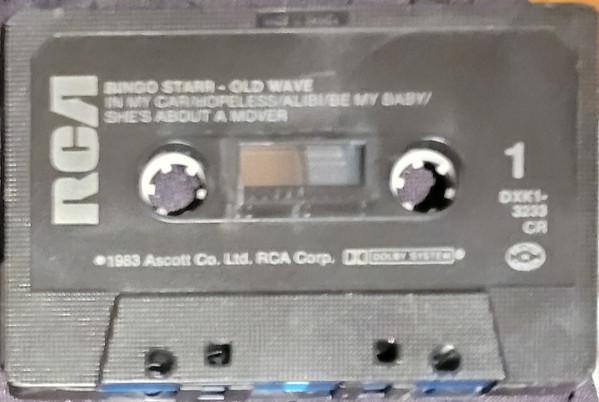 RCA
RINGO STARR - OLD WAVE
IN MY CAR/HOPELESS/ALIBI/BE MY BABY/
SHE'S ABOUT A MOVER
1
DXK1-
3233
CR
℗1983 Ascott Co. Ltd. RCA Corp. DOLBY SYSTEM®